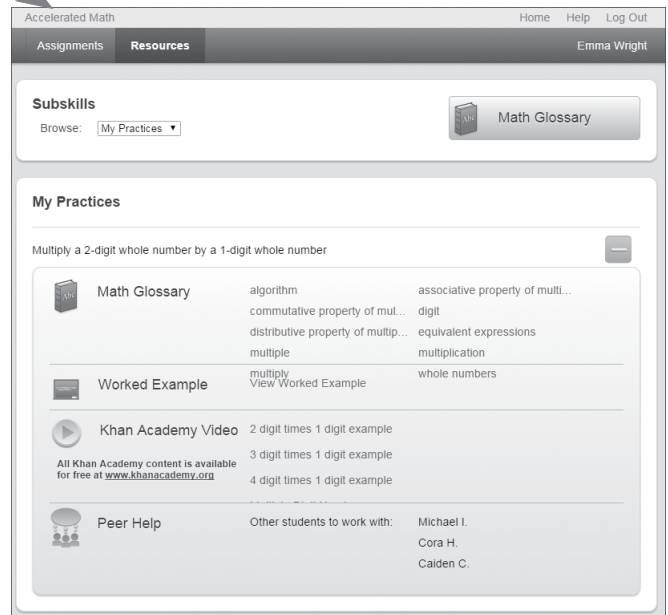 Accelerated Math Home Help Log Out
Assignments Resources Emma Wright
Subskills
Browse: My Practices ▼
Abc Math Glossary
My Practices
Multiply a 2-digit whole number by a 1-digit whole number
Abc Math Glossary
algorithm associative property of multi...
commutative property of mul... digit
distributive property of multip... equivalent expressions
multiple multiplication
multiply whole numbers
Worked Example View Worked Example
Khan Academy Video 2 digit times 1 digit example
3 digit times 1 digit example
4 digit times 1 digit example
All Khan Academy content is available
for free at www.khanacademy.org
Peer Help Other students to work with: Michael I.
Cora H.
Caiden C.